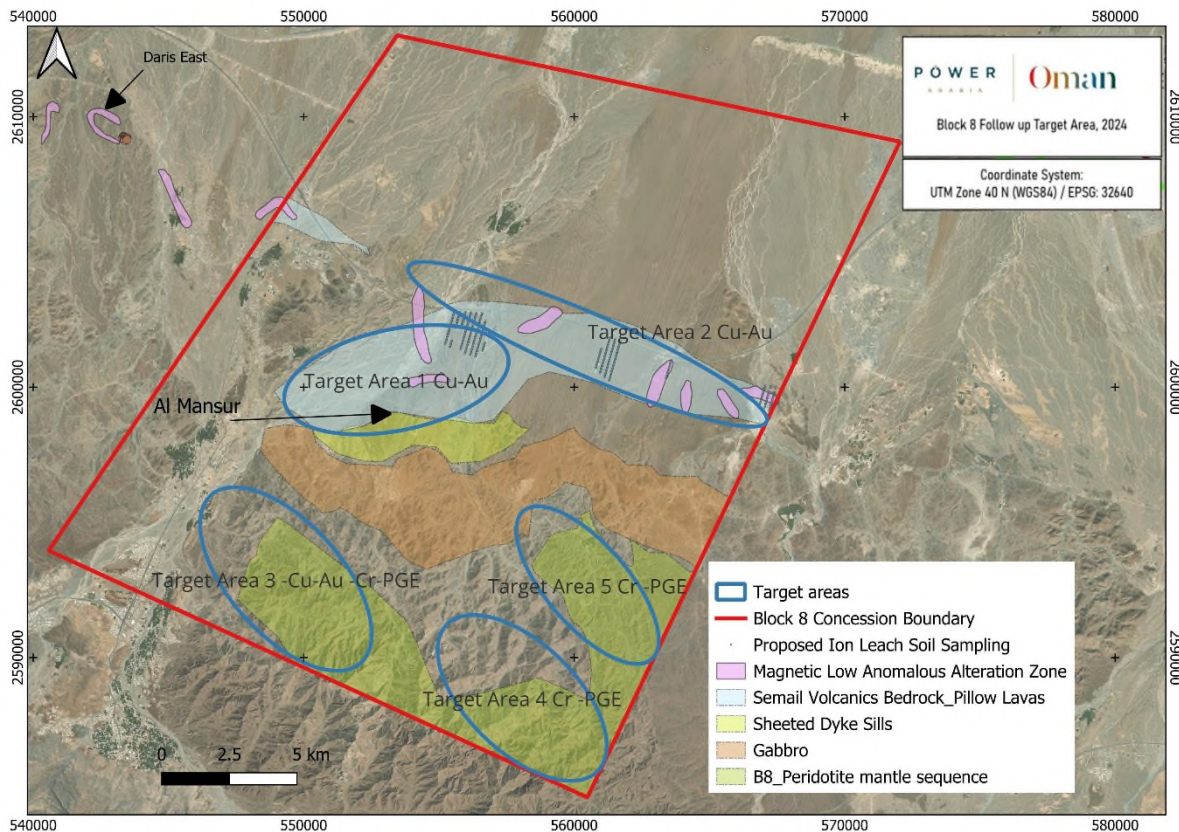 540000 550000 560000 570000 580000
Daris East
POWER
ARABIA
Oman
Block 8 Follow up Target Area, 2024
Coordinate System:
UTM Zone 40 N (WGS84) / EPSG: 32640
2610000
2610000
Target Area 2 Cu-Au
Target Area 1 Cu-Au
2600000
2600000
Al Mansur
Target Area 3 -Cu-Au -Cr-PGE
Target Area 5 Cr -PGE
Target Area 4 Cr -PGE
2590000
2590000
Target areas
Block 8 Concession Boundary
Proposed Ion Leach Soil Sampling
Magnetic Low Anomalous Alteration Zone
Semail Volcanics Bedrock_Pillow Lavas
Sheeted Dyke Sills
Gabbro
B8_Peridotite mantle sequence
0 2.5 5 km
540000 550000 560000 570000 580000